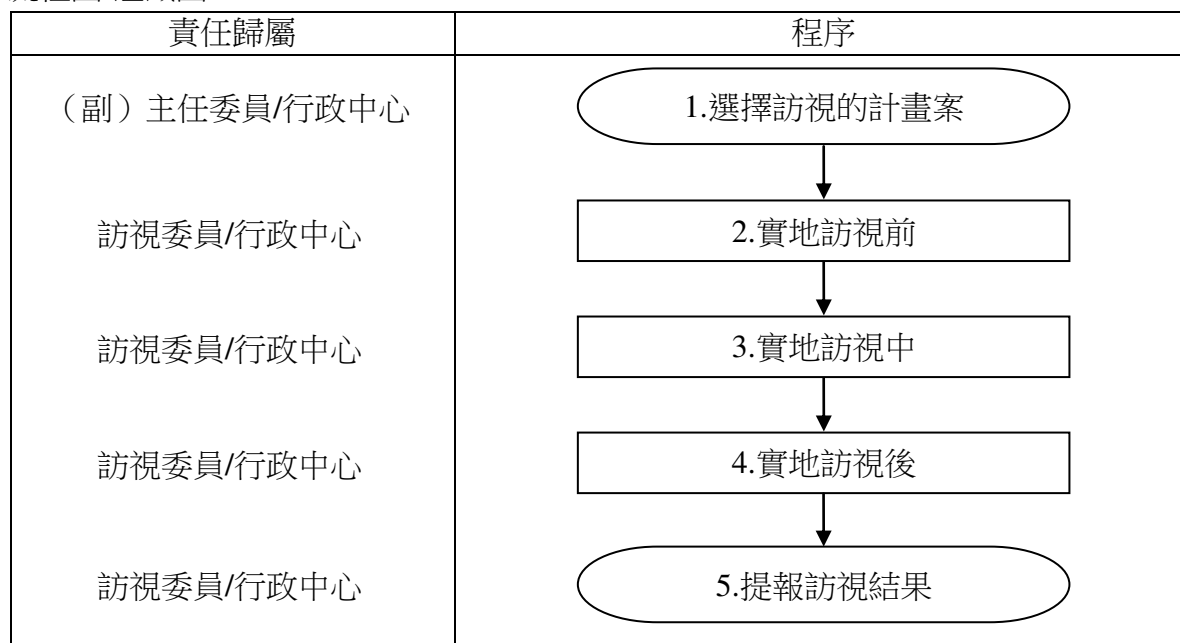 責任歸屬 程序
（副）主任委員/行政中心 1.選擇訪視的計畫案
訪視委員/行政中心 2.實地訪視前
訪視委員/行政中心 3.實地訪視中
訪視委員/行政中心 4.實地訪視後
訪視委員/行政中心 5.提報訪視結果